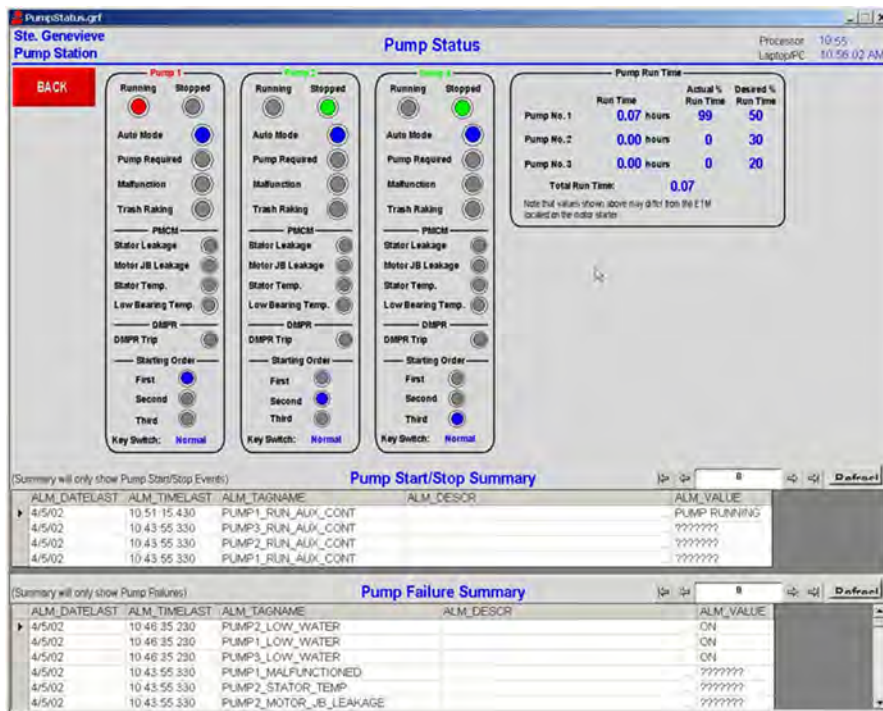 PumpStatus.grf
Ste. Genevieve
Pump Station
Pump Status
Processor 10:55
Laptop/PC 10:56:02 AM
BACK
Pump 1
Running Stopped
Auto Mode
Pump Required
Malfunction
Trash Raking
PMCM
Stator Leakage
Motor JB Leakage
Stator Temp.
Low Bearing Temp.
DMPR
DMPR Trip
Starting Order
First
Second
Third
Key Switch: Normal
Pump 2
Running Stopped
Auto Mode
Pump Required
Malfunction
Trash Raking
PMCM
Stator Leakage
Motor JB Leakage
Stator Temp.
Low Bearing Temp.
DMPR
DMPR Trip
Starting Order
First
Second
Third
Key Switch: Normal
Pump
Running Stopped
Auto Mode
Pump Required
Malfunction
Trash Raking
PMCM
Stator Leakage
Motor JB Leakage
Stator Temp.
Low Bearing Temp.
DMPR
DMPR Trip
Starting Order
First
Second
Third
Key Switch: Normal
Pump Run Time
Run Time Actual % Run Time Desired % Run Time
Pump No. 1 0.07 hours 99 50
Pump No. 2 0.00 hours 0 30
Pump No. 3 0.00 hours 0 20
Total Run Time: 0.07
Note that values shown above may differ from the ETM
located on the motor starter
(Summary will only show Pump Start/Stop Events) Pump Start/Stop Summary
ALM_DATELAST ALM_TIMELAST ALM_TAGNAME ALM_DESCR ALM_VALUE
4/5/02 10:51:15.430 PUMP1_RUN_AUX_CONT PUMP RUNNING
4/5/02 10:43:55.330 PUMP3_RUN_AUX_CONT ???????
4/5/02 10:43:55.330 PUMP2_RUN_AUX_CONT ???????
4/5/02 10:43:55.330 PUMP1_RUN_AUX_CONT ???????
(Summary will only show Pump Failures) Pump Failure Summary
ALM_DATELAST ALM_TIMELAST ALM_TAGNAME ALM_DESCR ALM_VALUE
4/5/02 10:46:35.230 PUMP2_LOW_WATER ON
4/5/02 10:46:35.230 PUMP1_LOW_WATER ON
4/5/02 10:46:35.230 PUMP3_LOW_WATER ON
4/5/02 10:43:55.330 PUMP1_MALFUNCTIONED ???????
4/5/02 10:43:55.330 PUMP2_STATOR_TEMP ???????
4/5/02 10:43:55.330 PUMP2_MOTOR_JB_LEAKAGE ???????